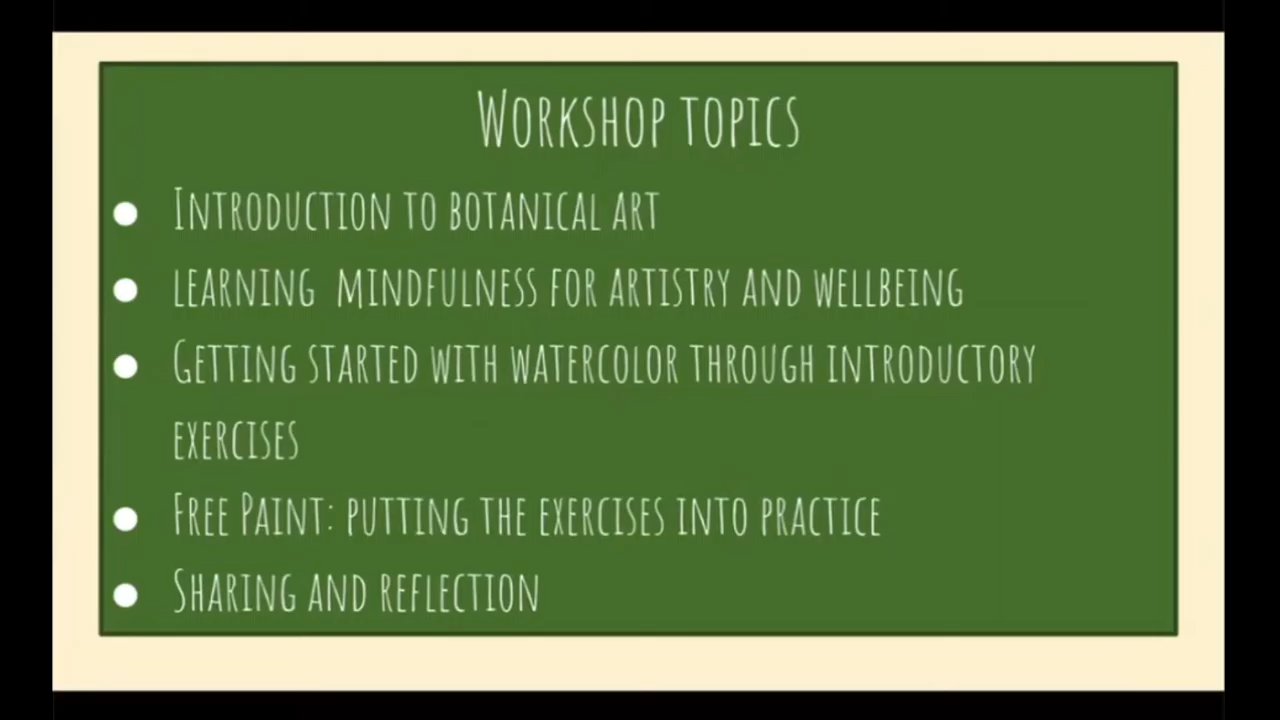 Workshop topics
● Introduction to botanical art
● learning mindfulness for artistry and wellbeing
● Getting started with watercolor through introductory
exercises
● Free Paint: putting the exercises into practice
● Sharing and reflection